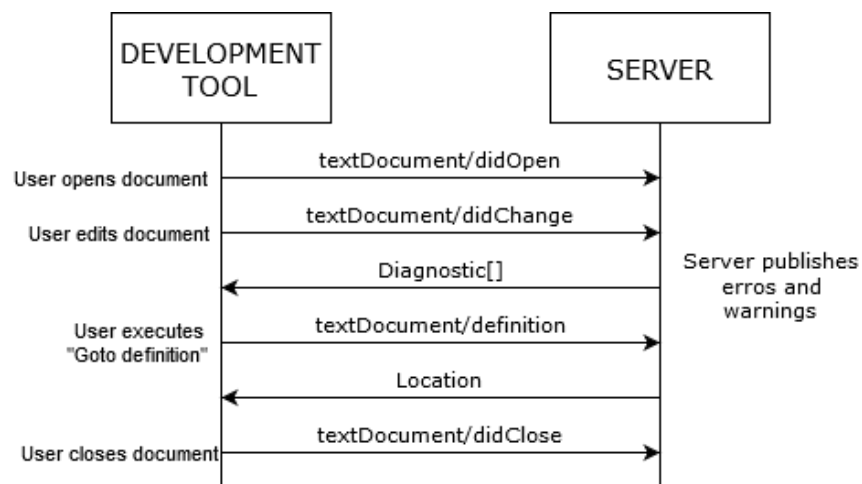 DEVELOPMENT
TOOL
SERVER
textDocument/didOpen
User opens document
textDocument/didChange
User edits document
Diagnostic[]
Server publishes
erros and
warnings
User executes
"Goto definition"
textDocument/definition
Location
textDocument/didClose
User closes document